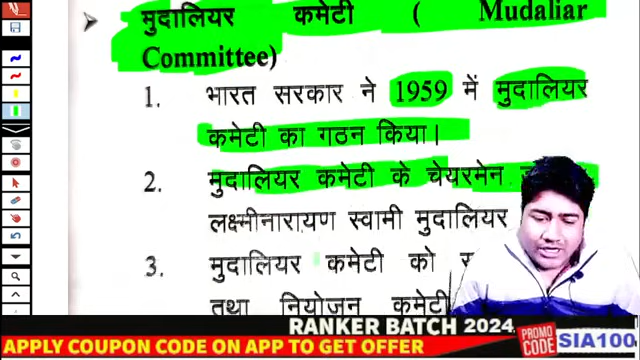 मुदालियर कमेटी ( Mudaliar
Committee)
1. भारत सरकार ने 1959 में मुदालियर
कमेटी का गठन किया।
2. मुदालियर कमेटी के चेयरमेन
लक्ष्मीनारायण स्वामी मुदालियर
3. मुदालियर कमेटी को
तथा नियोजन कमेटी
RANKER BATCH 2024
APPLY COUPON CODE ON APP TO GET OFFER
PROMO
CODE
SIA100